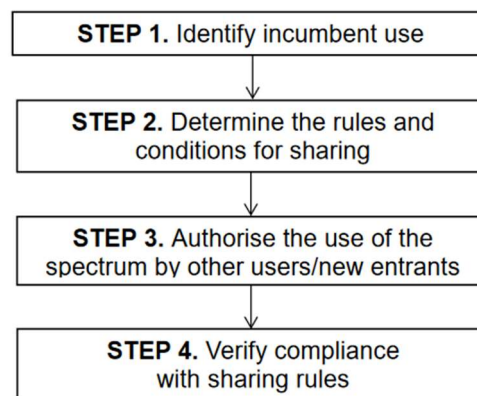 STEP 1. Identify incumbent use
STEP 2. Determine the rules and
conditions for sharing
STEP 3. Authorise the use of the
spectrum by other users/new entrants
STEP 4. Verify compliance
with sharing rules